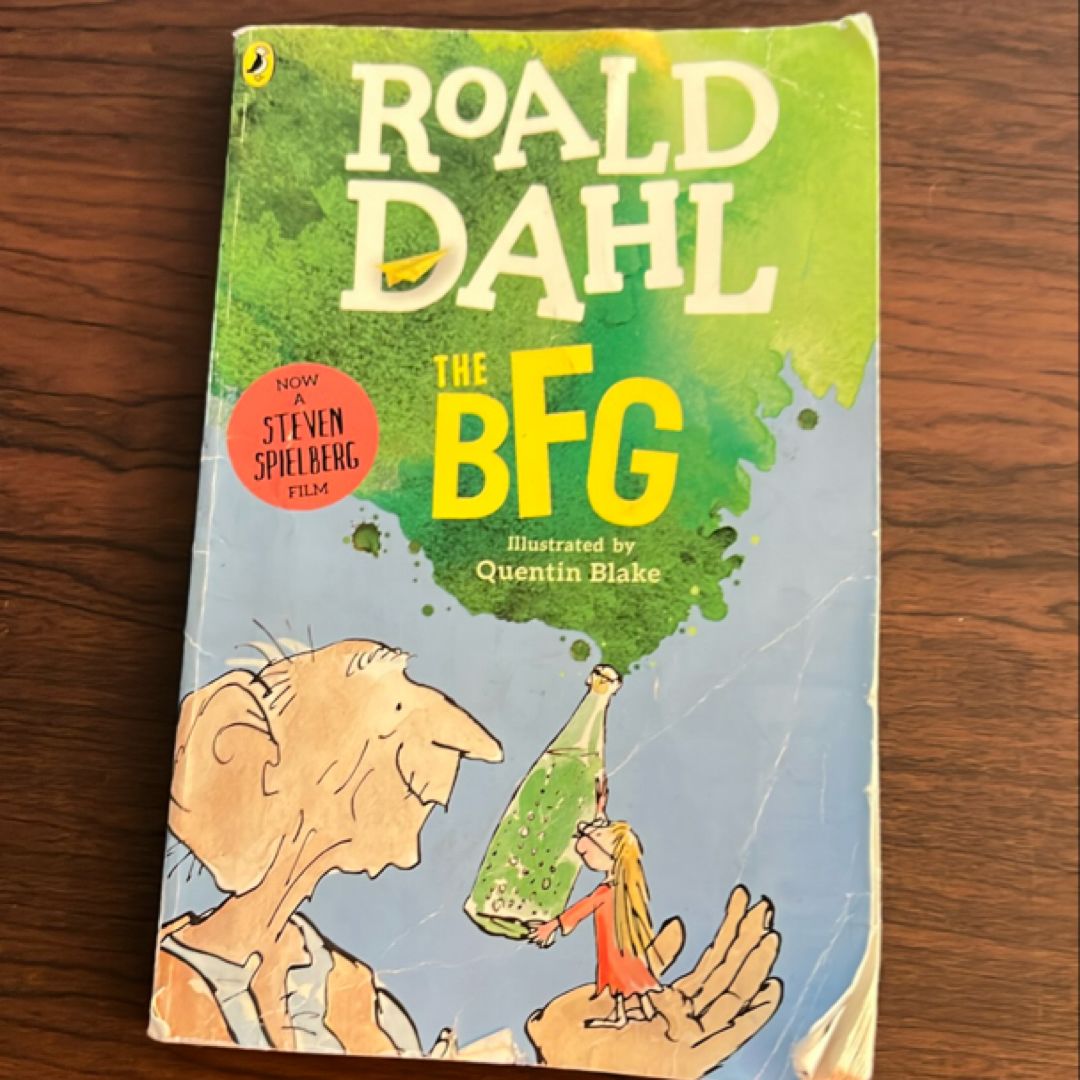 ROALD
DAHL
THE
BFG
NOW
A
STEVEN
SPIELBERG
FILM
Illustrated by
Quentin Blake